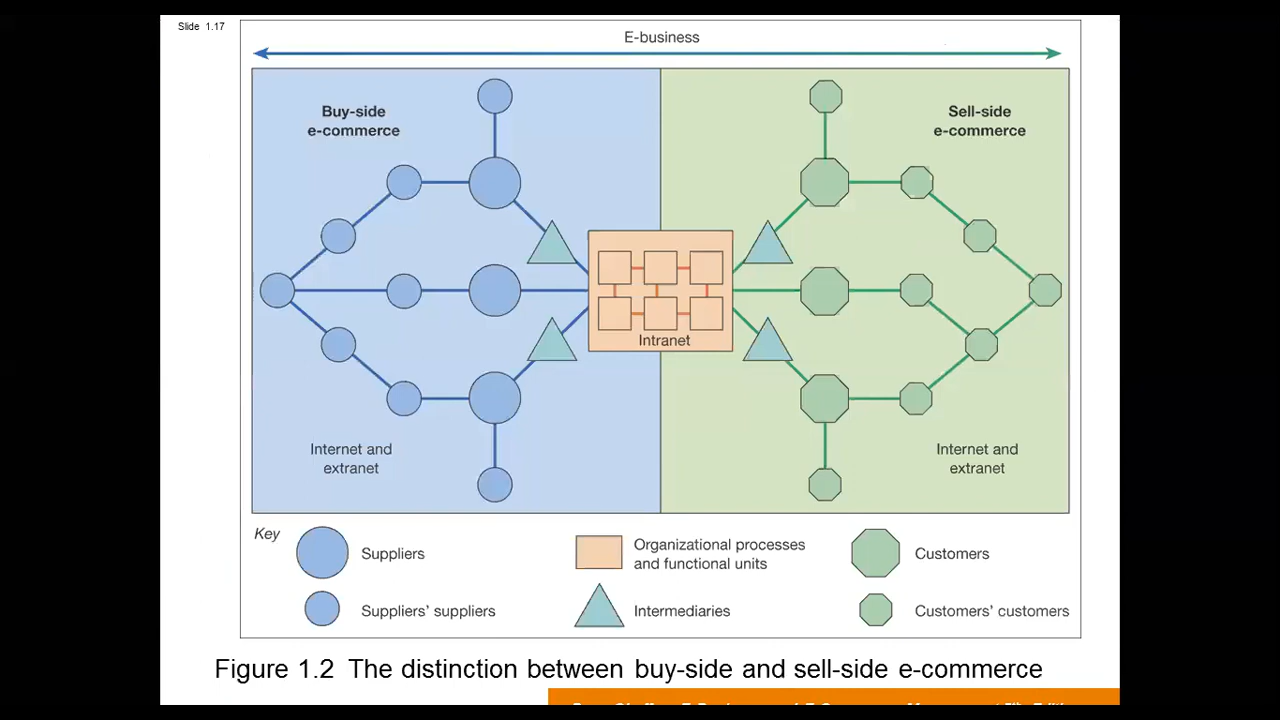 Slide 1.17
E-business
Buy-side
e-commerce
Sell-side
e-commerce
Intranet
Internet and
extranet
Internet and
extranet
Key
Suppliers
Organizational processes
and functional units
Customers
Suppliers' suppliers
Intermediaries
Customers' customers
Figure 1.2 The distinction between buy-side and sell-side e-commerce